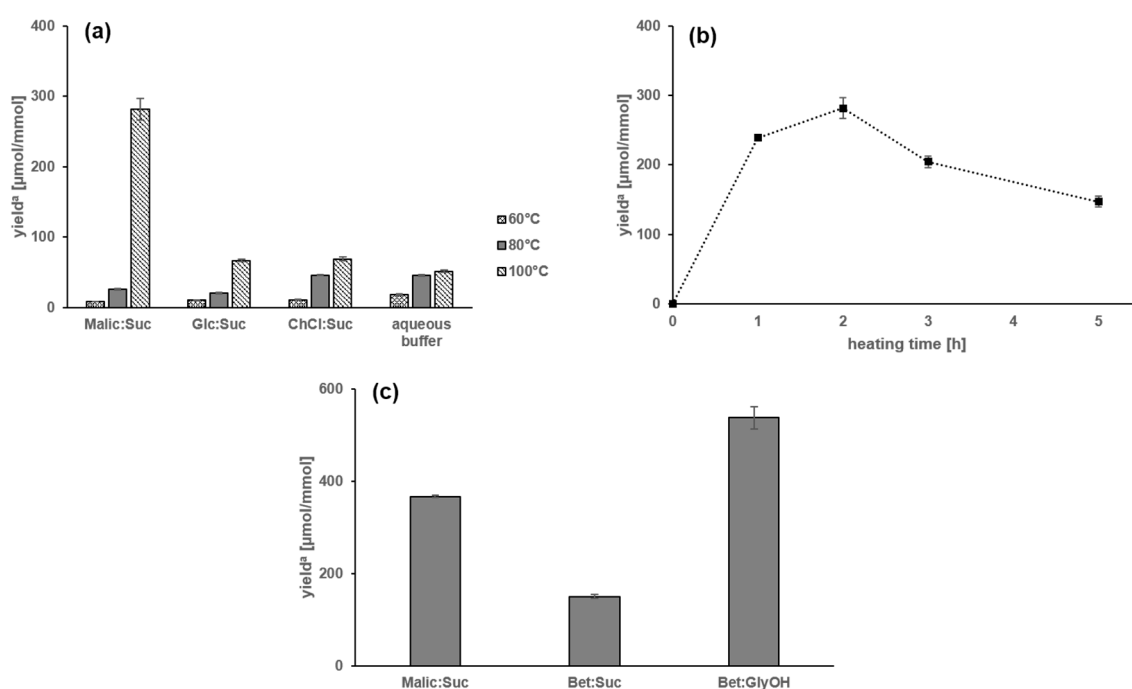 (a)
yieldᵃ [µmol/mmol]
400
300
200
100
0
Malic:Suc
Glc:Suc
ChCl:Suc
aqueous
buffer
60°C
80°C
100°C
(b)
yieldᵃ [µmol/mmol]
400
300
200
100
0
0 1 2 3 4 5
heating time [h]
(c)
yieldᵃ [µmol/mmol]
600
400
200
0
Malic:Suc
Bet:Suc
Bet:GlyOH